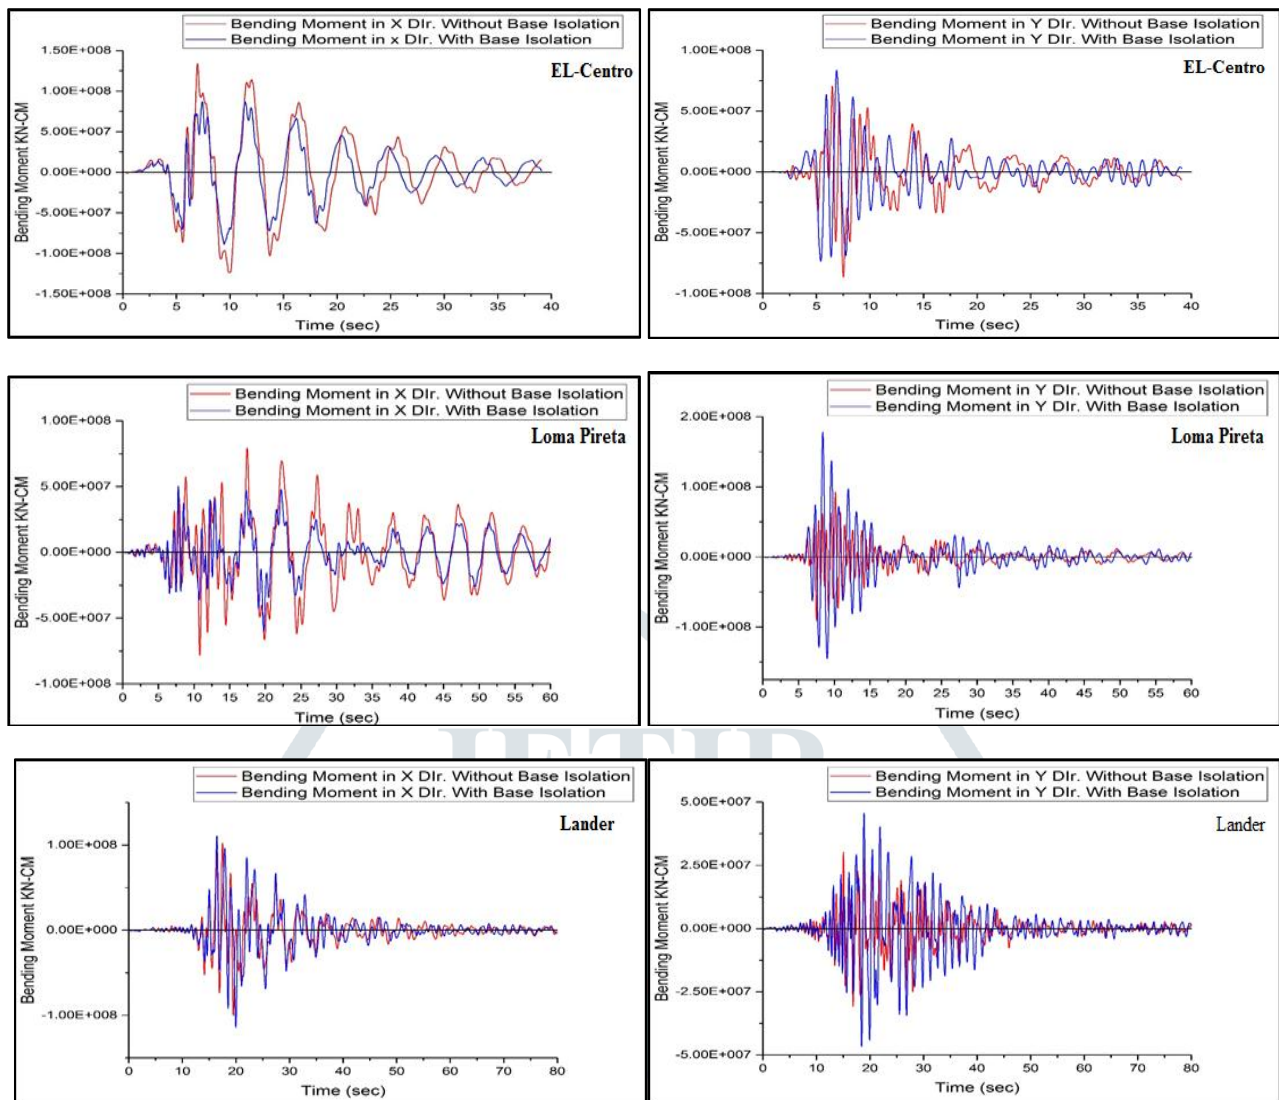 Bending Moment in X DIr. Without Base Isolation
Bending Moment in x DIr. With Base Isolation
EL-Centro
1.50E+008
1.00E+008
5.00E+007
0.00E+000
-5.00E+007
-1.00E+008
-1.50E+008
Bending Moment KN-CM
0 5 10 15 20 25 30 35 40
Time (sec)
Bending Moment in Y DIr. Without Base Isolation
Bending Moment in Y DIr. With Base Isolation
EL-Centro
1.00E+008
5.00E+007
0.00E+000
-5.00E+007
-1.00E+008
Bending Moment KN-CM
0 5 10 15 20 25 30 35 40
Time (sec)
Bending Moment in X DIr. Without Base Isolation
Bending Moment in X DIr. With Base Isolation
Loma Pireta
1.00E+008
5.00E+007
0.00E+000
-5.00E+007
-1.00E+008
Bending Moment KN-CM
0 5 10 15 20 25 30 35 40 45 50 55 60
Time (sec)
Bending Moment in Y DIr. Without Base Isolation
Bending Moment in Y DIr. With Base Isolation
Loma Pireta
2.00E+008
1.00E+008
0.00E+000
-1.00E+008
Bending Moment KN-CM
0 5 10 15 20 25 30 35 40 45 50 55 60
Time (sec)
JETIR
Bending Moment in X DIr. Without Base Isolation
Bending Moment in X DIr. With Base Isolation
Lander
1.00E+008
0.00E+000
-1.00E+008
Bending Moment KN-CM
0 10 20 30 40 50 60 70 80
Time (sec)
Bending Moment in Y DIr. Without Base Isolation
Bending Moment in Y DIr. With Base Isolation
Lander
5.00E+007
2.50E+007
0.00E+000
-2.50E+007
-5.00E+007
Bending Moment KN-CM
0 10 20 30 40 50 60 70 80
Time (sec)